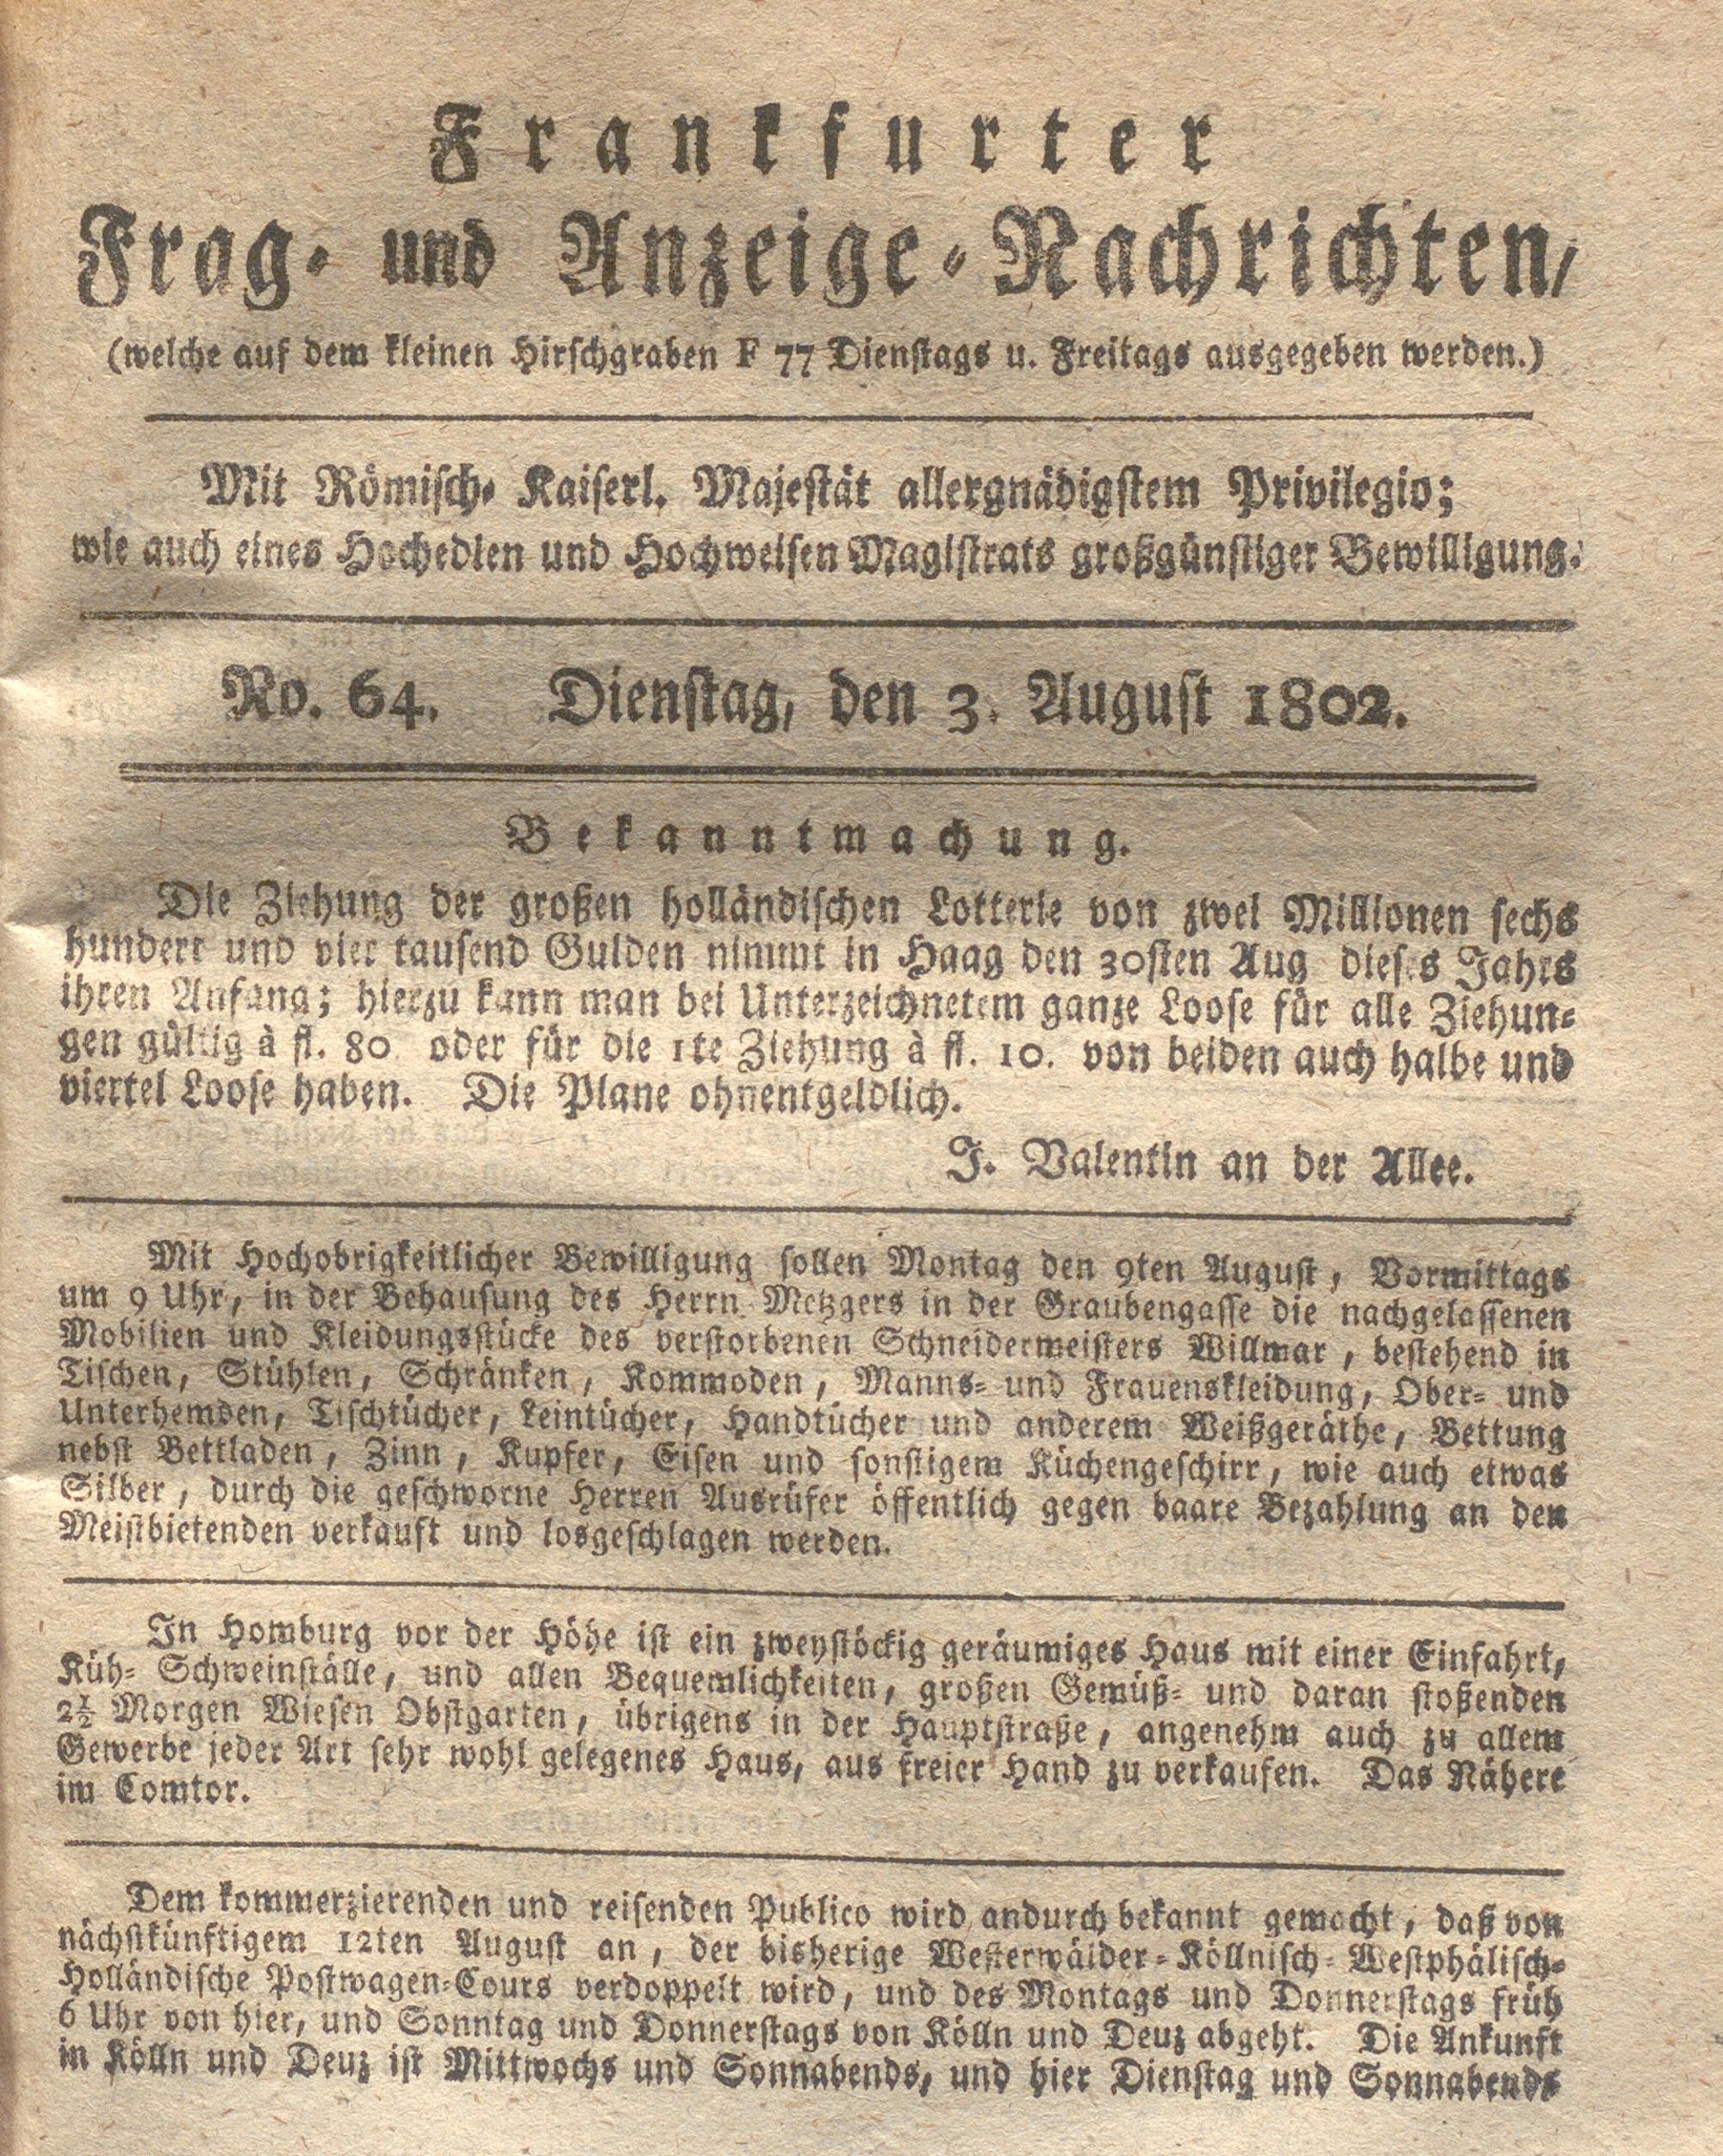 Frankfurter
Frag- und Anzeige-Nachrichten,
(welche auf dem kleinen Hirschgraben F 77 Dienstags u. Freitags ausgegeben werden.)
Mit Römisch- Kaiserl. Majestät allergnädigstem Privilegio;
wie auch eines Hochedlen und Hochweisen Magistrats großgünstiger Bewilligung.
No. 64. Dienstag, den 3. August 1802.
Bekanntmachung.
Die Ziehung der großen holländischen Lotterie von zwei Millionen sechs
hundert und vier tausend Gulden nimmt in Haag den 30sten Aug dieses Jahrs
ihren Anfang; hierzu kann man bei Unterzeichnetem ganze Loose für alle Ziehun-
gen gültig à fl. 80 oder für die 1te Ziehung à fl. 10. von beiden auch halbe und
viertel Loose haben. Die Plane ohnentgeldlich.
J. Valentin an der Allee.
Mit Hochobrigkeitlicher Bewilligung sollen Montag den 9ten August, Vormittags
um 9 Uhr, in der Behausung des Herrn Metzgers in der Graubengasse die nachgelassenen
Mobilien und Kleidungsstücke des verstorbenen Schneidermeisters Willmar, bestehend in
Tischen, Stühlen, Schränken, Kommoden, Manns- und Frauenskleidung, Ober- und
Unterhemden, Tischtücher, Leintücher, Handtücher und anderem Weißgeräthe, Bettung
nebst Bettladen, Zinn, Kupfer, Eisen und sonstigem Küchengeschirr, wie auch etwas
Silber, durch die geschworne Herren Ausrüfer öffentlich gegen baare Bezahlung an den
Meistbietenden verkauft und losgeschlagen werden.
In Homburg vor der Höhe ist ein zweystöckig geräumiges Haus mit einer Einfahrt,
Küh- Schweinställe, und allen Bequemlichkeiten, großen Gemüß- und daran stoßenden
2½ Morgen Wiesen Obstgarten, übrigens in der Hauptstraße, angenehm auch zu allem
Gewerbe jeder Art sehr wohl gelegenes Haus, aus freier Hand zu verkaufen. Das Nähere
im Comtor.
Dem kommerzierenden und reisenden Publico wird andurch bekannt gemacht, daß von
nächstkünftigem 12ten August an, der bisherige Westerwälder-Köllnisch-Westphälisch-
Holländische Postwagen-Cours verdoppelt wird, und des Montags und Donnerstags früh
6 Uhr von hier, und Sonntag und Donnerstags von Kölln und Deuz abgeht. Die Ankunft
in Kölln und Deuz ist Mittwochs und Sonnabends, und hier Dienstag und Sonnabends